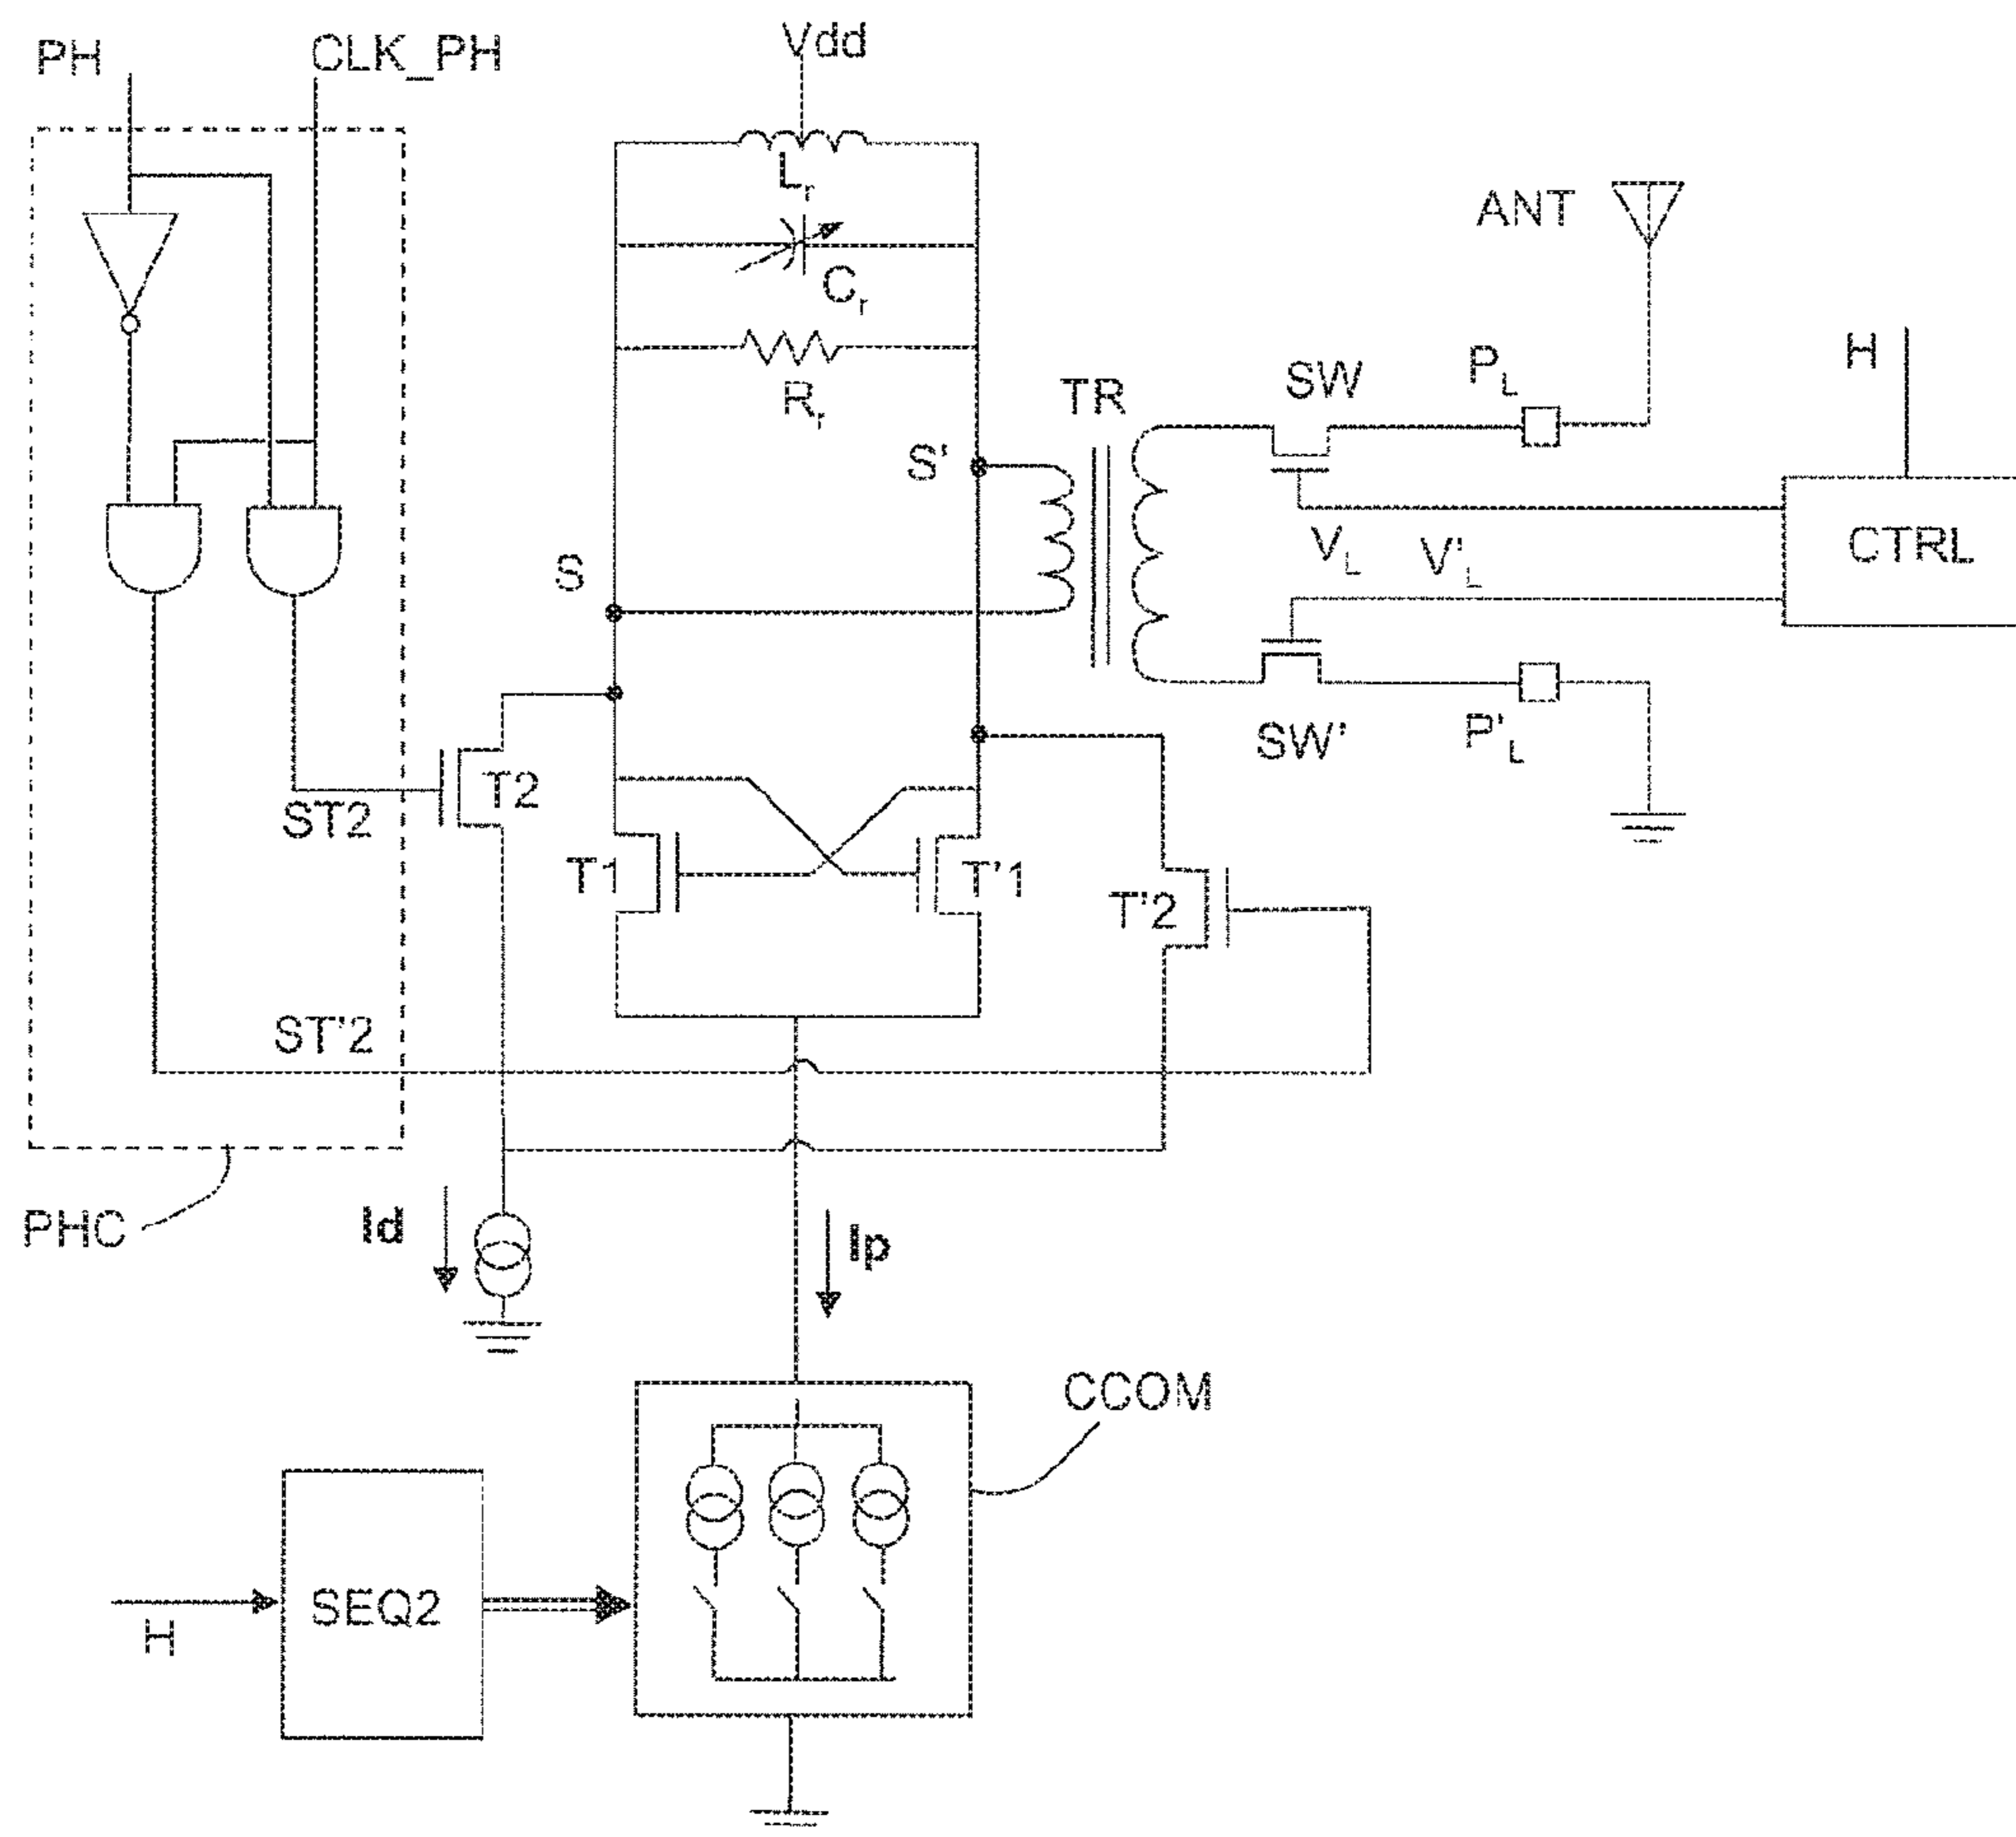 PH
CLK_PH
Vdd
Lr
Cr
Rr
ANT
H
PL
SW
TR
S'
S
VL
V'L
CTRL
SW'
P'L
T2
ST2
T1
T'1
T'2
ST'2
PHC
Id
Ip
CCOM
SEQ2
H